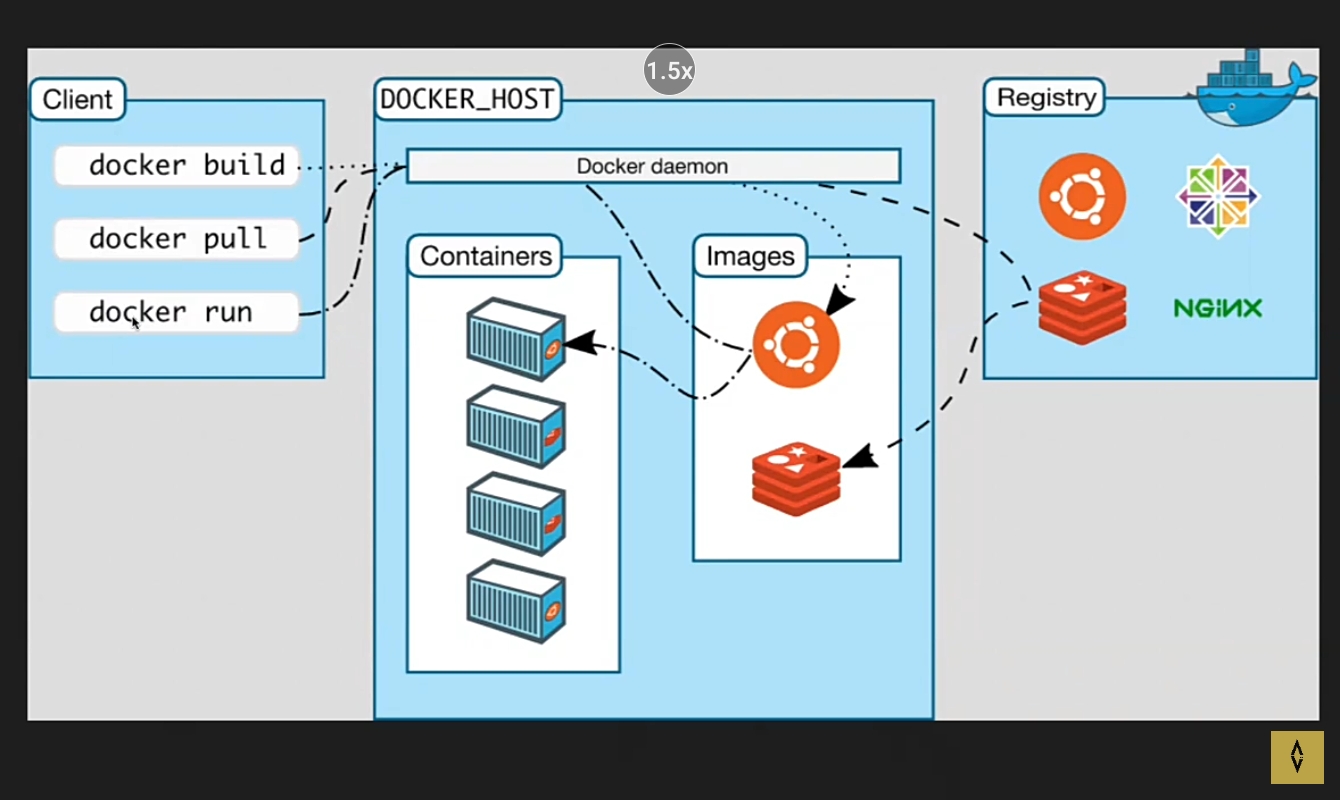 1.5x
Client
docker build
docker pull
docker run
DOCKER_HOST
Docker daemon
Containers
Images
Registry
NGiNX